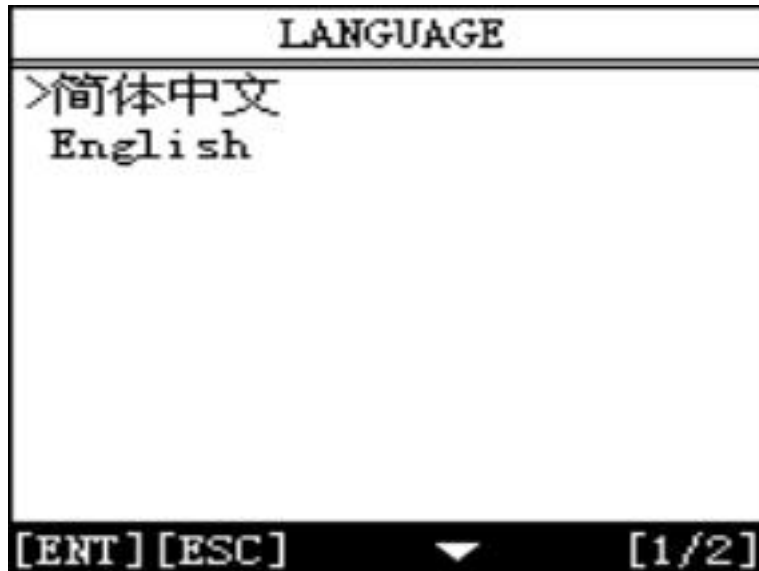 LANGUAGE
>简体中文
English
[ENT][ESC] ▼ [1/2]